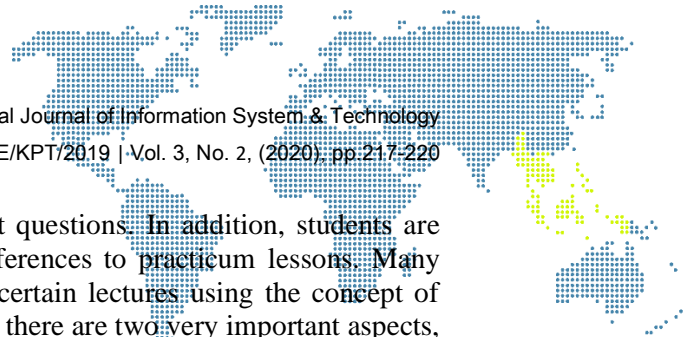 al Journal of Information System & Technology
E/KPT/2019 | Vol. 3, No. 2, (2020), pp.217-220
t questions. In addition, students are
ferences to practicum lessons. Many
certain lectures using the concept of
there are two very important aspects,